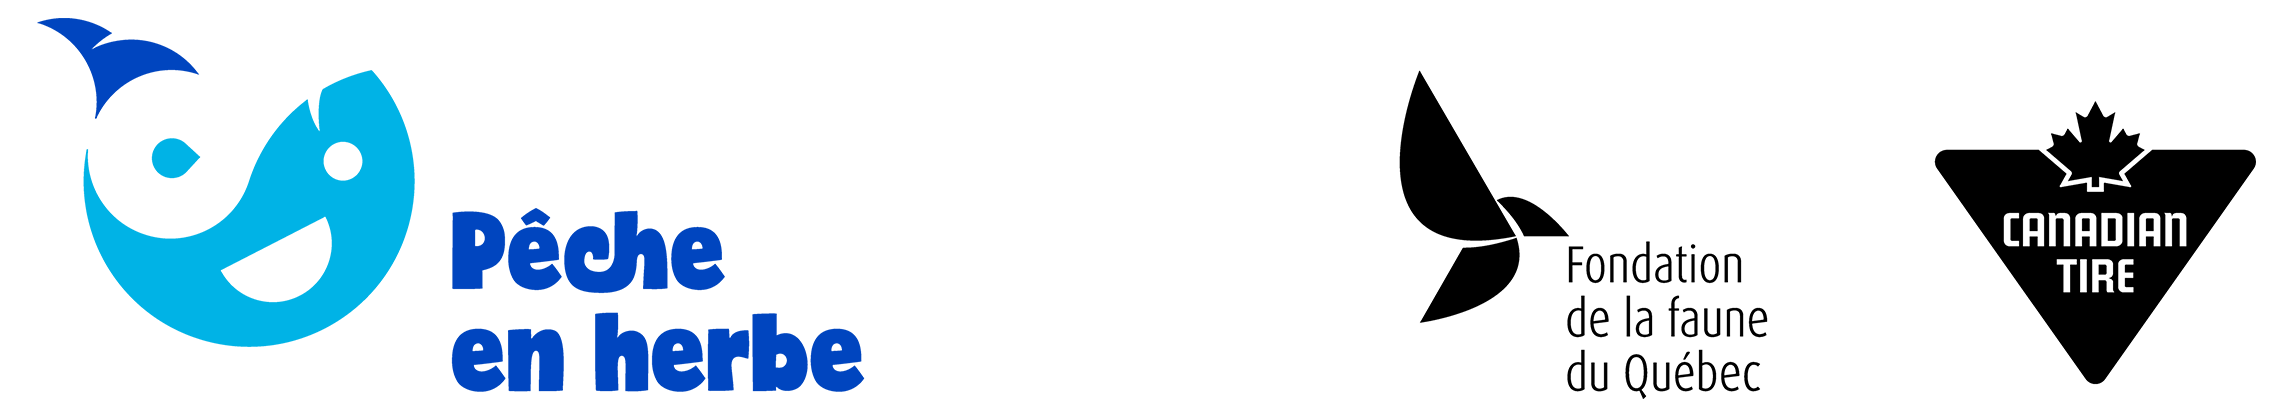 Pêche
en herbe
Fondation
de la faune
du Québec
CANADIAN
TIRE